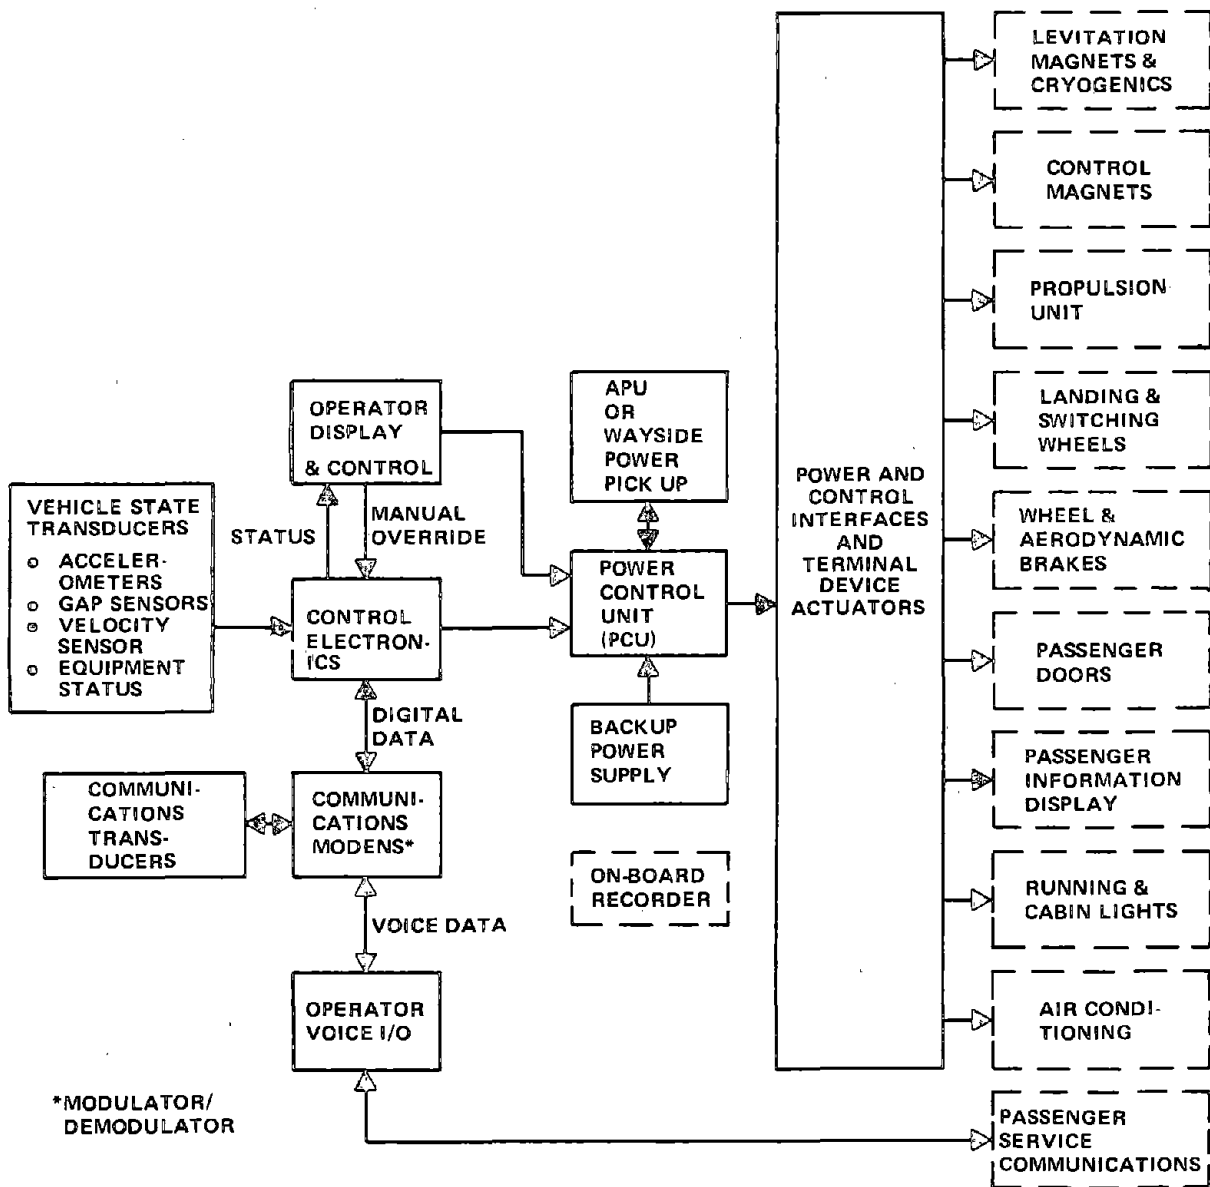 LEVITATION
MAGNETS &
CRYOGENICS
CONTROL
MAGNETS
PROPULSION
UNIT
LANDING &
SWITCHING
WHEELS
WHEEL &
AERODYNAMIC
BRAKES
PASSENGER
DOORS
PASSENGER
INFORMATION
DISPLAY
RUNNING &
CABIN LIGHTS
AIR CONDI-
TIONING
PASSENGER
SERVICE
COMMUNICATIONS
POWER AND
CONTROL
INTERFACES
AND
TERMINAL
DEVICE
ACTUATORS
APU
OR
WAYSIDE
POWER
PICK UP
POWER
CONTROL
UNIT
(PCU)
BACKUP
POWER
SUPPLY
ON-BOARD
RECORDER
OPERATOR
DISPLAY
& CONTROL
STATUS
MANUAL
OVERRIDE
CONTROL
ELECTRON-
ICS
VEHICLE STATE
TRANSDUCERS
o ACCELER-
OMETERS
o GAP SENSORS
o VELOCITY
SENSOR
o EQUIPMENT
STATUS
DIGITAL
DATA
COMMUNI-
CATIONS
TRANS-
DUCERS
COMMUNI-
CATIONS
MODENS*
VOICE DATA
OPERATOR
VOICE I/O
*MODULATOR/
DEMODULATOR